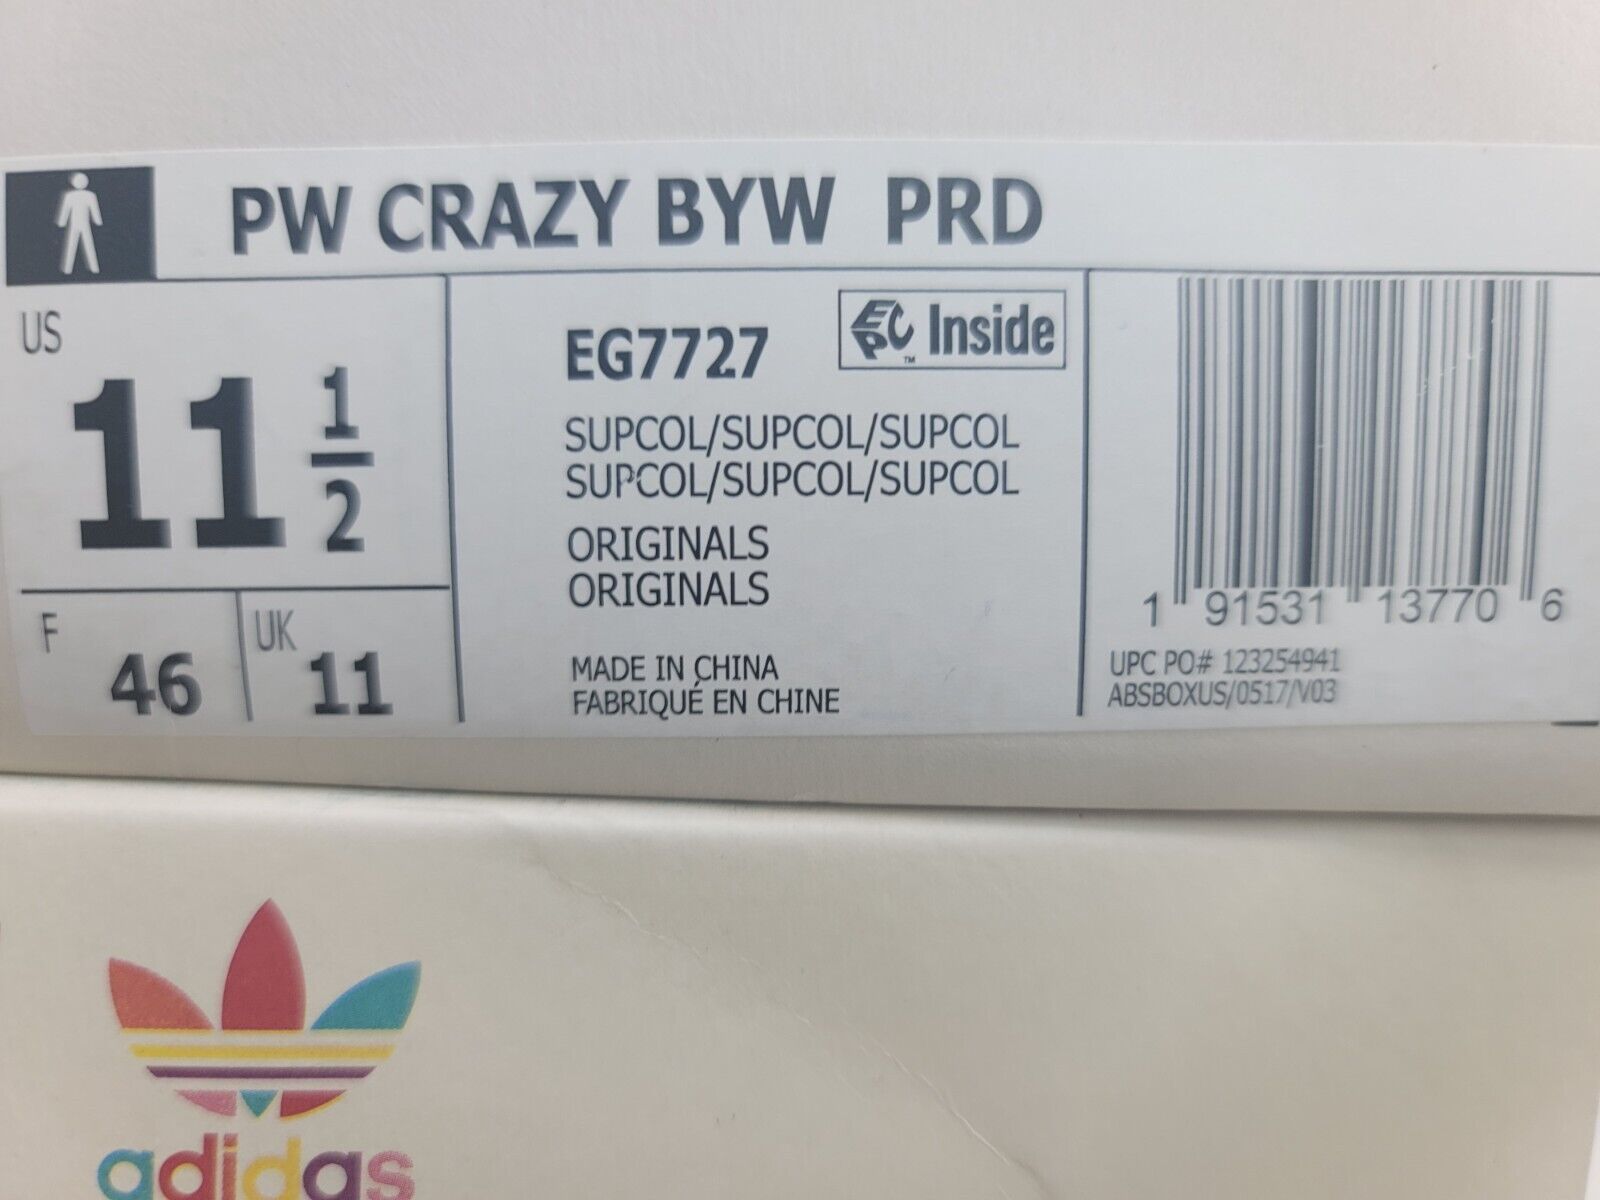 PW CRAZY BYW PRD
US
11 1/2
F
46
UK
11
EG7727
EPC™ Inside
SUPCOL/SUPCOL/SUPCOL
SUPCOL/SUPCOL/SUPCOL
ORIGINALS
ORIGINALS
MADE IN CHINA
FABRIQUÉ EN CHINE
1 91531 13770 6
UPC PO# 123254941
ABSBOXUS/0517/V03
adidas